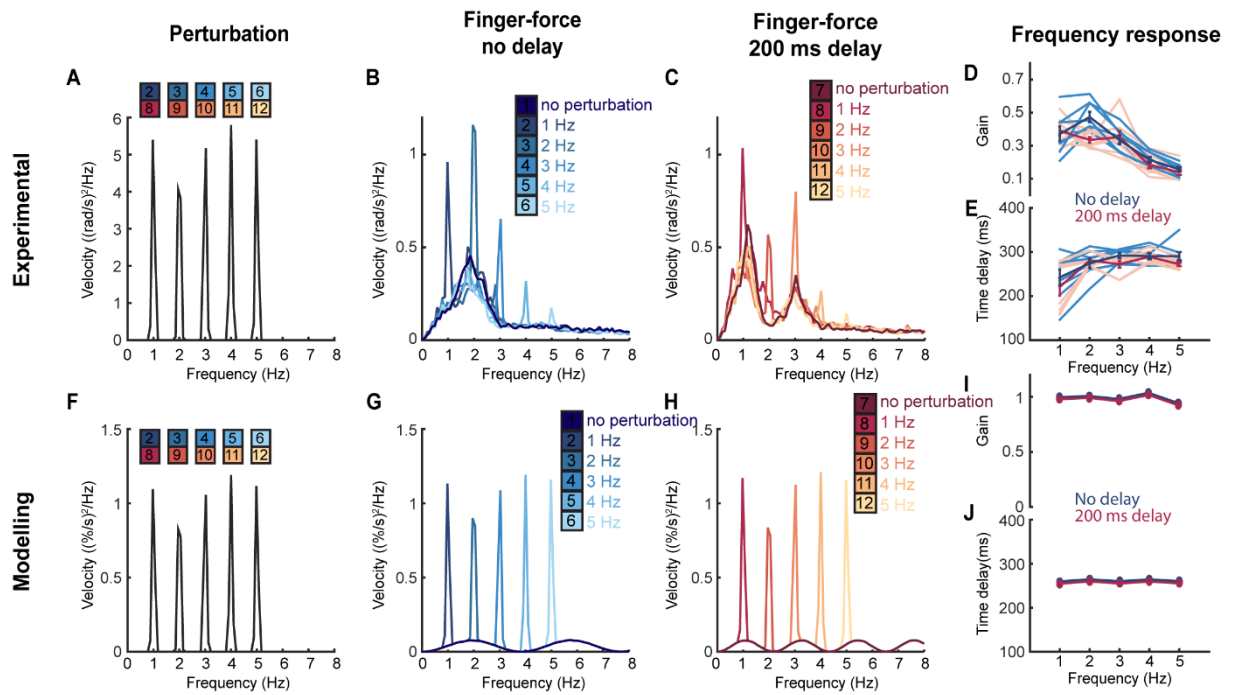 Perturbation
Finger-force
no delay
Finger-force
200 ms delay
Frequency response
Experimental
A
2 3 4 5 6
8 9 10 11 12
Velocity ((rad/s)²/Hz)
6
5
4
3
2
1
0
0 1 2 3 4 5 6 7 8
Frequency (Hz)
B
1 no perturbation
2 1 Hz
3 2 Hz
4 3 Hz
5 4 Hz
6 5 Hz
Velocity ((rad/s)²/Hz)
1
0.5
0
0 1 2 3 4 5 6 7 8
Frequency (Hz)
C
7 no perturbation
8 1 Hz
9 2 Hz
10 3 Hz
11 4 Hz
12 5 Hz
Velocity ((rad/s)²/Hz)
1
0.5
0
0 1 2 3 4 5 6 7 8
Frequency (Hz)
D
Gain
0.7
0.5
0.3
0.1
E
No delay
200 ms delay
Time delay (ms)
400
300
200
100
1 2 3 4 5
Frequency (Hz)
Modelling
F
2 3 4 5 6
8 9 10 11 12
Velocity ((%/s)²/Hz)
1.5
1
0.5
0
0 1 2 3 4 5 6 7 8
Frequency (Hz)
G
1 no perturbation
2 1 Hz
3 2 Hz
4 3 Hz
5 4 Hz
6 5 Hz
Velocity ((%/s)²/Hz)
1.5
1
0.5
0
0 1 2 3 4 5 6 7 8
Frequency (Hz)
H
7 no perturbation
8 1 Hz
9 2 Hz
10 3 Hz
11 4 Hz
12 5 Hz
Velocity ((%/s)²/Hz)
1.5
1
0.5
0
0 1 2 3 4 5 6 7 8
Frequency (Hz)
I
Gain
1
0
J
No delay
200 ms delay
Time delay(ms)
400
300
200
100
1 2 3 4 5
Frequency (Hz)